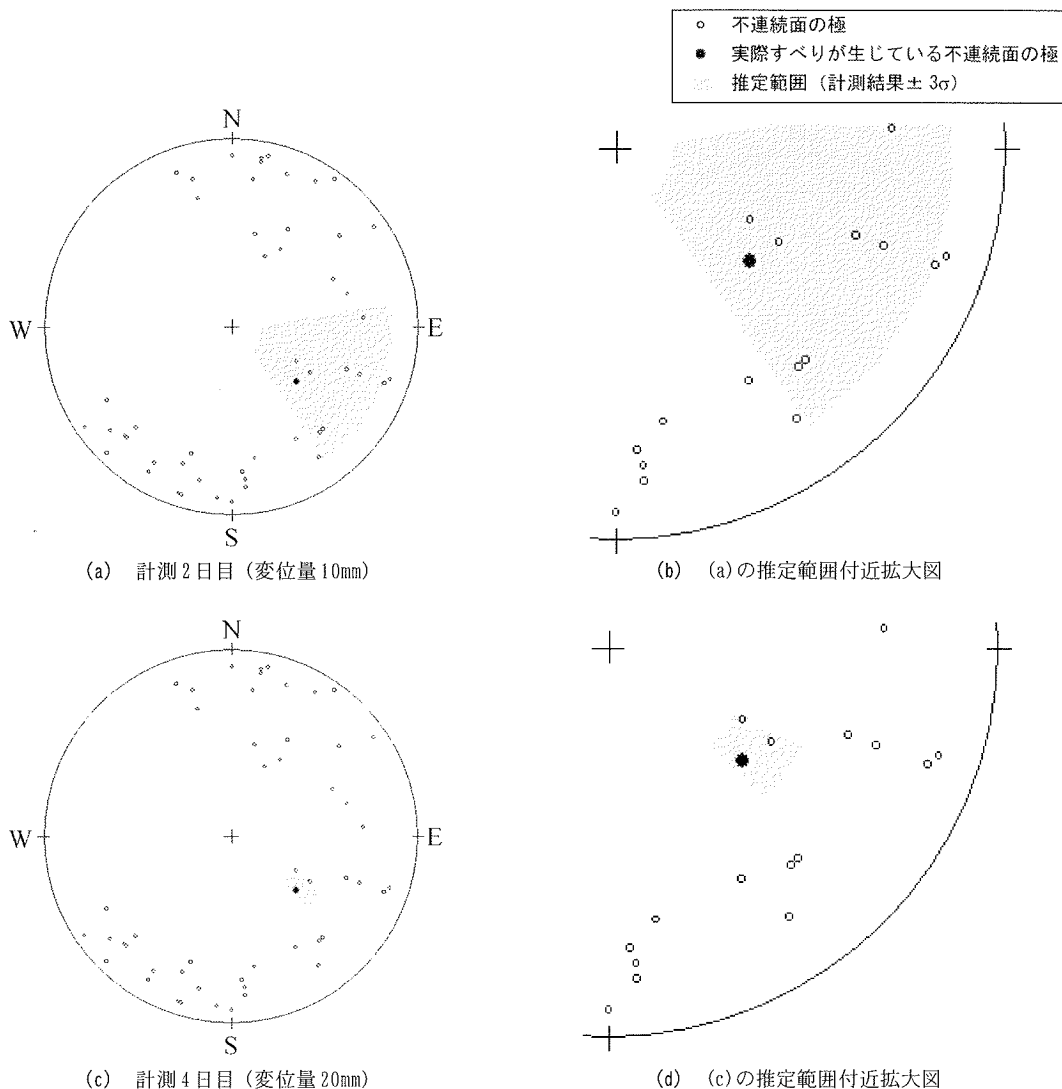 不連続面の極
実際すべりが生じている不連続面の極
推定範囲（計測結果± 3σ）
N
W
E
S
(a) 計測2日目（変位量10mm）
(b) (a)の推定範囲付近拡大図
N
W
E
S
(c) 計測4日目（変位量20mm）
(d) (c)の推定範囲付近拡大図